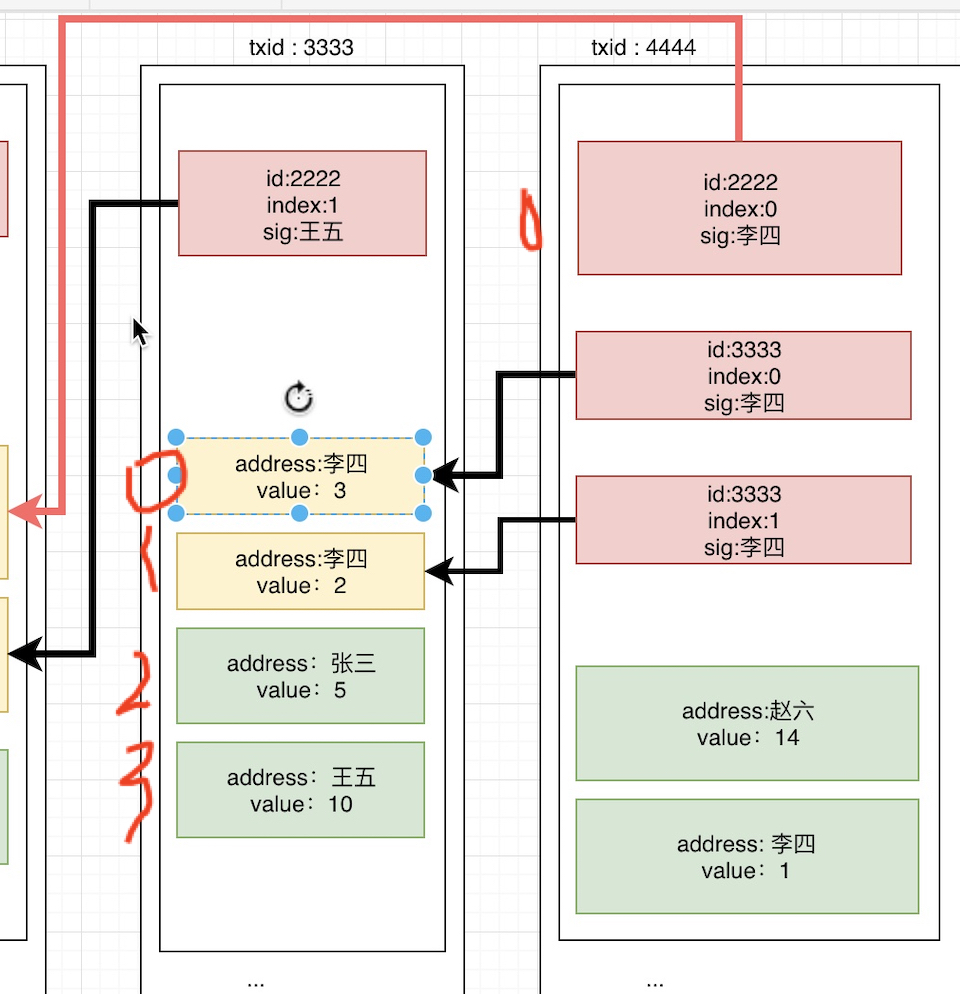 txid : 3333
id:2222
index:1
sig:王五
0
address:李四
value：3
1
address:李四
value：2
2
address：张三
value：5
3
address：王五
value：10
...
txid : 4444
0
id:2222
index:0
sig:李四
id:3333
index:0
sig:李四
id:3333
index:1
sig:李四
address:赵六
value：14
address: 李四
value：1
...